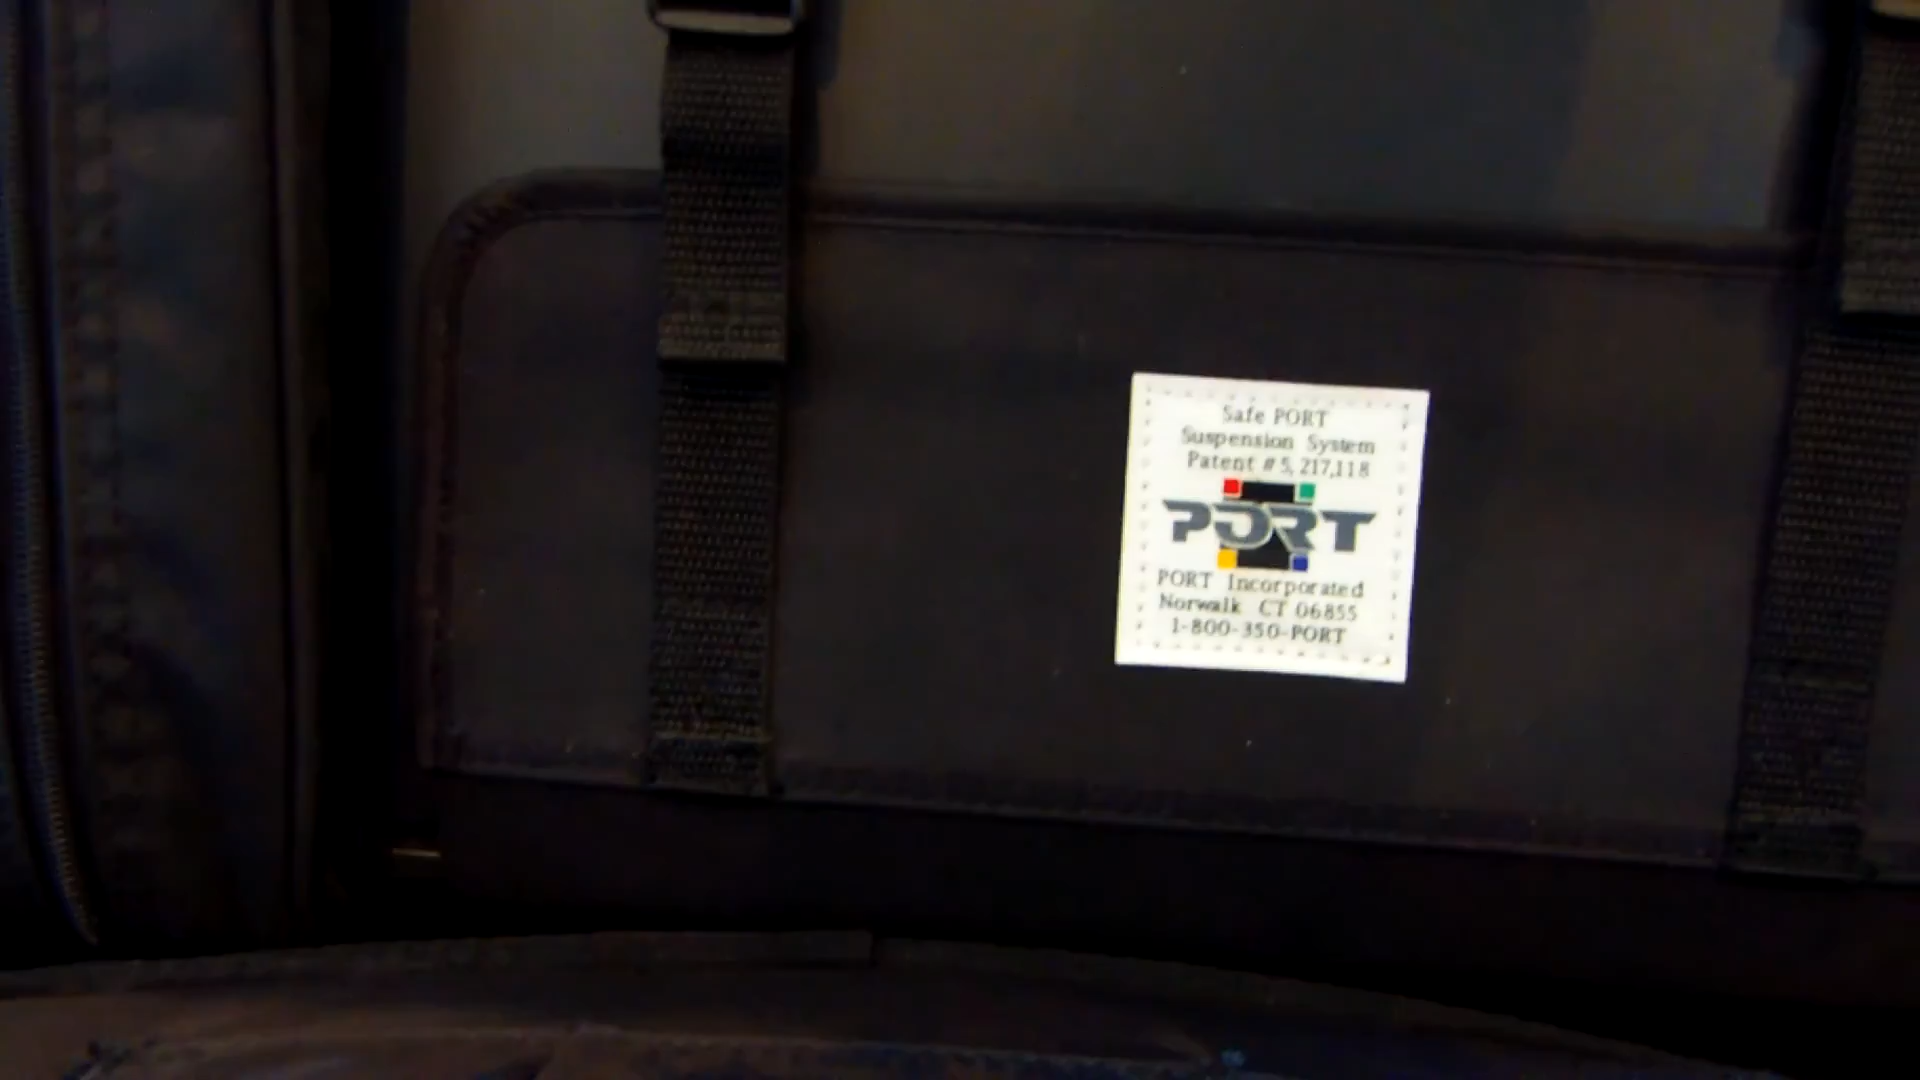 Safe PORT
Suspension System
Patent # 5, 217,118
PORT
PORT Incorporated
Norwalk CT 06855
1-800-350-PORT